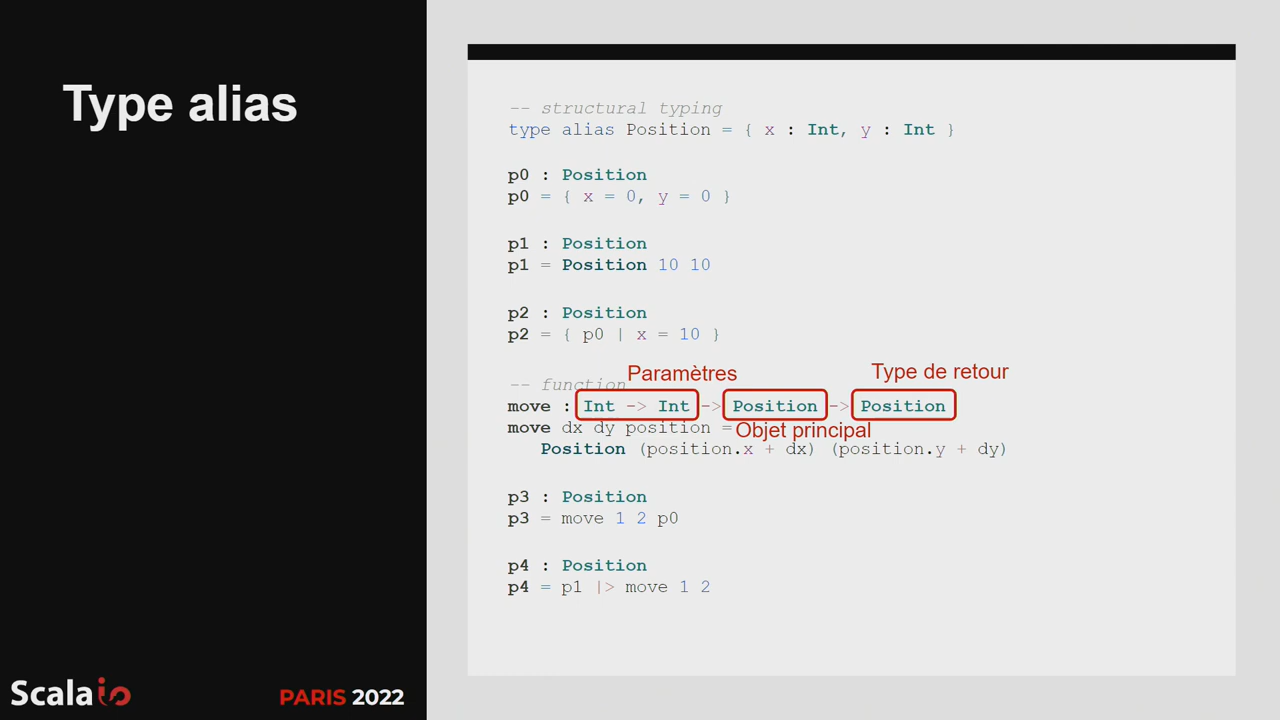 Type alias
-- structural typing
type alias Position = { x : Int, y : Int }
p0 : Position
p0 = { x = 0, y = 0 }
p1 : Position
p1 = Position 10 10
p2 : Position
p2 = { p0 | x = 10 }
Paramètres
Type de retour
-- function
move : Int -> Int -> Position -> Position
move dx dy position =
Objet principal
Position (position.x + dx) (position.y + dy)
p3 : Position
p3 = move 1 2 p0
p4 : Position
p4 = p1 |> move 1 2
Scala io
PARIS 2022